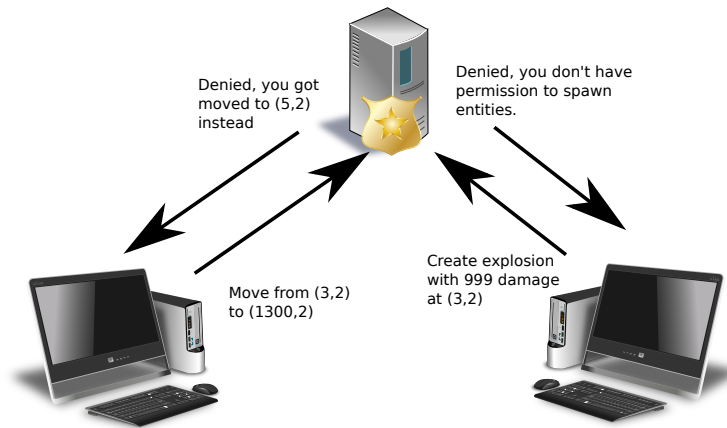 Denied, you got
moved to (5,2)
instead
Denied, you don't have
permission to spawn
entities.
Move from (3,2)
to (1300,2)
Create explosion
with 999 damage
at (3,2)